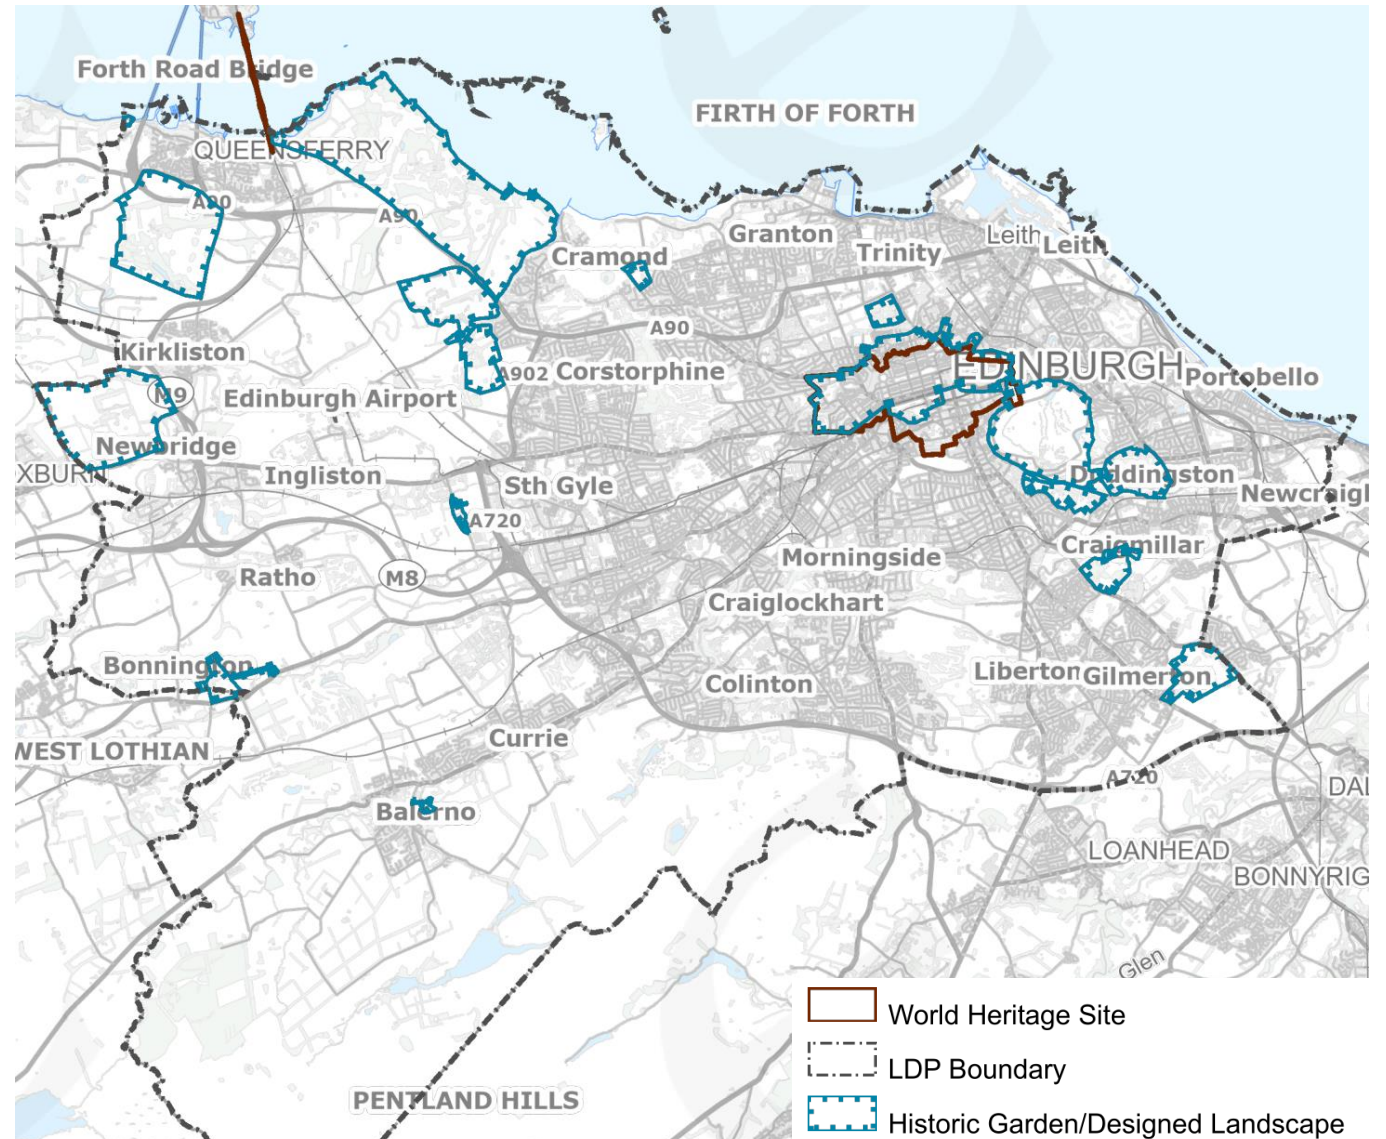 Forth Road Bridge
FIRTH OF FORTH
QUEENSFERRY
A90
A90
Granton
Leith
Leith
Trinity
Cramond
A90
Kirkliston
A902
Corstorphine
EDINBURGH
Portobello
M9
Edinburgh Airport
Newbridge
Ingliston
OXBURN
Sth Gyle
Duddingston
Newcraigh
A720
Craigmillar
Morningside
Ratho
M8
Craiglockhart
Bonnington
Liberton
Gilmerton
Colinton
WEST LOTHIAN
Currie
A720
DAL
Balerno
LOANHEAD
BONNYRIG
Glen
PENTLAND HILLS
World Heritage Site
LDP Boundary
Historic Garden/Designed Landscape